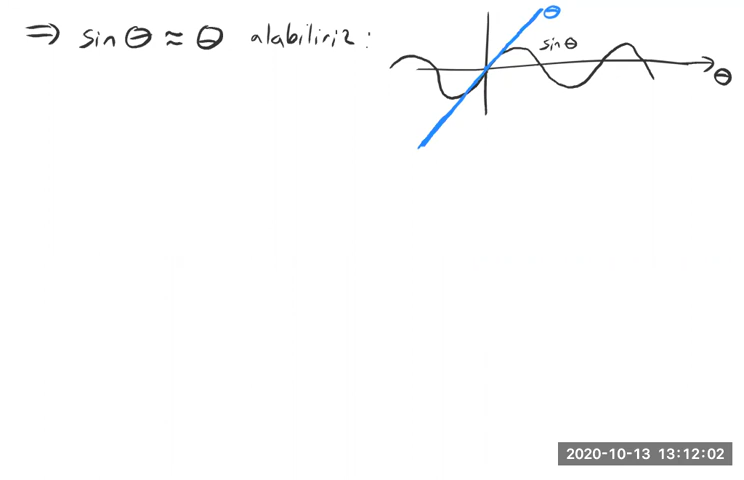 ⇒ sin θ ≈ θ alabiliriz:
θ
sin θ
θ
2020-10-13 13:12:02